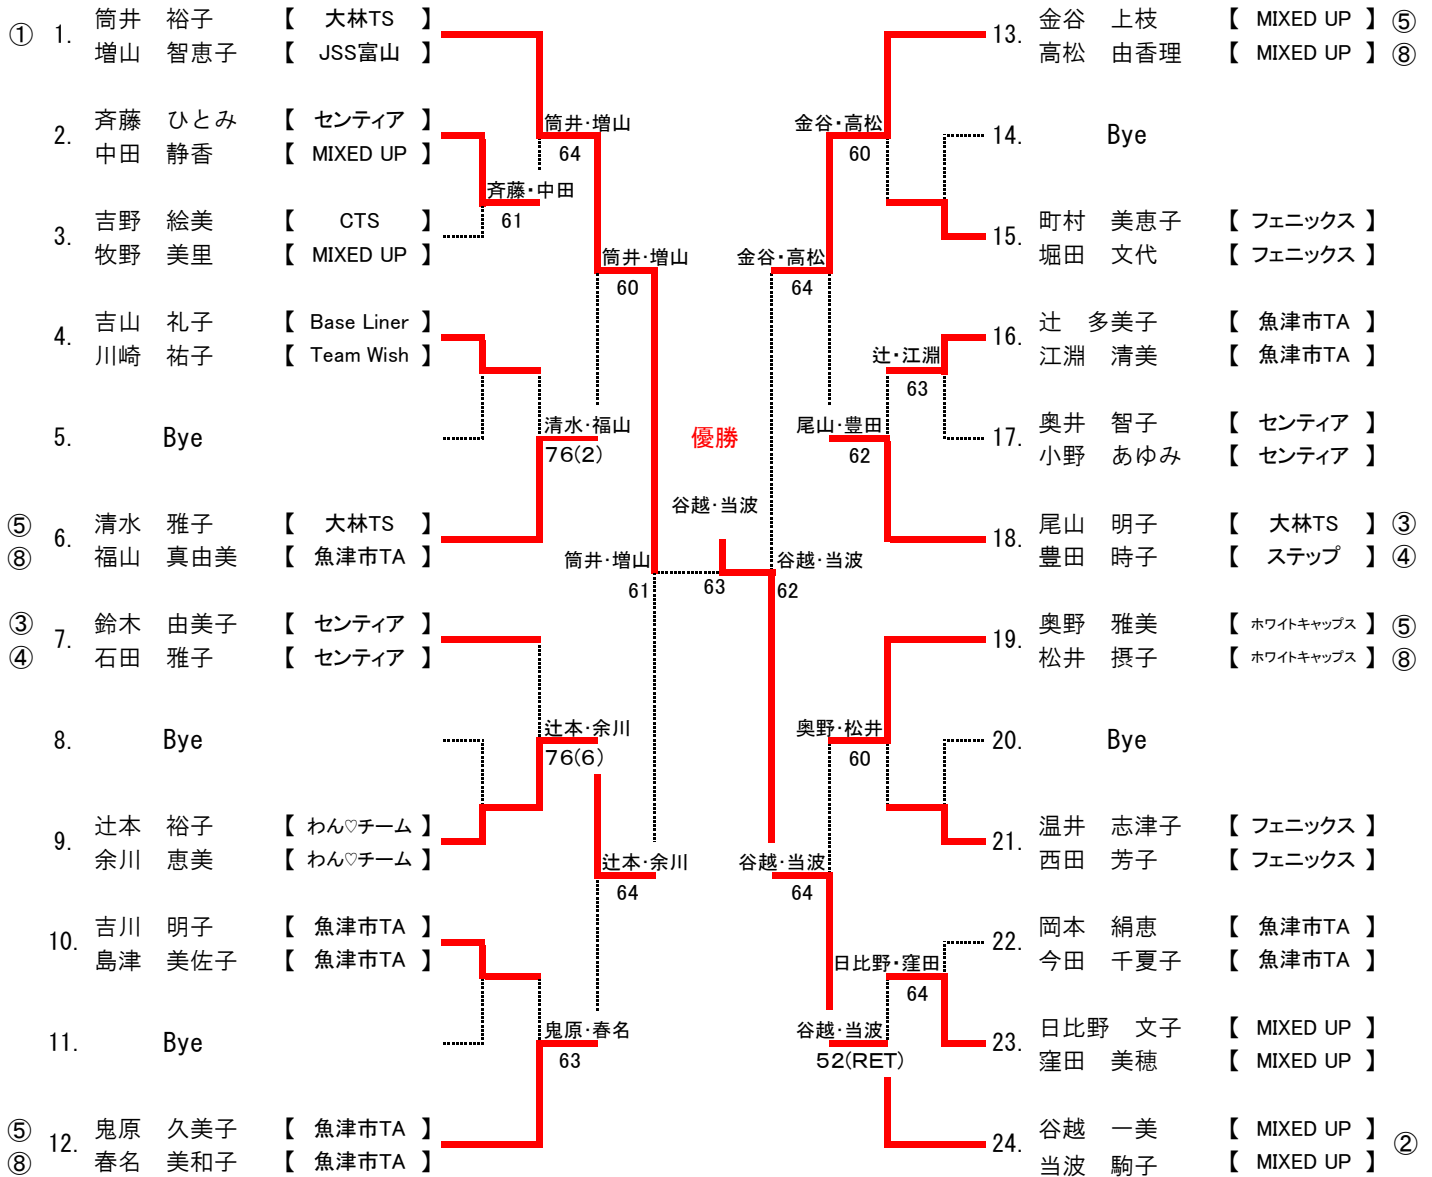 ① 1. 筒井 裕子 【 大林TS 】
増山 智恵子 【 JSS富山 】
2. 斉藤 ひとみ 【 センティア 】
中田 静香 【 MIXED UP 】
3. 吉野 絵美 【 CTS 】
牧野 美里 【 MIXED UP 】
4. 吉山 礼子 【 Base Liner 】
川崎 祐子 【 Team Wish 】
5. Bye
⑤ 6. 清水 雅子 【 大林TS 】
⑧ 福山 真由美 【 魚津市TA 】
③ 7. 鈴木 由美子 【 センティア 】
④ 石田 雅子 【 センティア 】
8. Bye
9. 辻本 裕子 【 わん♡チーム 】
余川 恵美 【 わん♡チーム 】
10. 吉川 明子 【 魚津市TA 】
島津 美佐子 【 魚津市TA 】
11. Bye
⑤ 12. 鬼原 久美子 【 魚津市TA 】
⑧ 春名 美和子 【 魚津市TA 】
斉藤・中田
61
筒井・増山
64
清水・福山
76(2)
辻本・余川
76(6)
鬼原・春名
63
筒井・増山
60
辻本・余川
64
筒井・増山
61
優勝
谷越・当波
63
谷越・当波
62
金谷・高松
64
谷越・当波
64
金谷・高松
60
尾山・豊田
62
奥野・松井
60
谷越・当波
52(RET)
辻・江淵
63
日比野・窪田
64
13. 金谷 上枝 【 MIXED UP 】 ⑤
高松 由香理 【 MIXED UP 】 ⑧
14. Bye
15. 町村 美恵子 【 フェニックス 】
堀田 文代 【 フェニックス 】
16. 辻 多美子 【 魚津市TA 】
江淵 清美 【 魚津市TA 】
17. 奥井 智子 【 センティア 】
小野 あゆみ 【 センティア 】
18. 尾山 明子 【 大林TS 】 ③
豊田 時子 【 ステップ 】 ④
19. 奥野 雅美 【 ホワイトキャップス 】 ⑤
松井 摂子 【 ホワイトキャップス 】 ⑧
20. Bye
21. 温井 志津子 【 フェニックス 】
西田 芳子 【 フェニックス 】
22. 岡本 絹恵 【 魚津市TA 】
今田 千夏子 【 魚津市TA 】
23. 日比野 文子 【 MIXED UP 】
窪田 美穂 【 MIXED UP 】
24. 谷越 一美 【 MIXED UP 】 ②
当波 駒子 【 MIXED UP 】